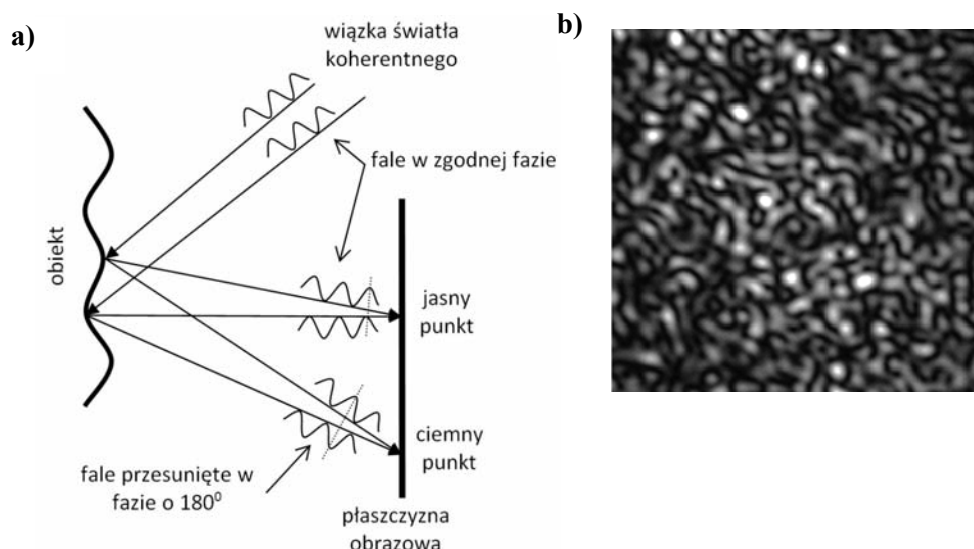 a)
wiązka światła
koherentnego
b)
fale w zgodnej fazie
obiekt
jasny
punkt
ciemny
punkt
fale przesunięte w
fazie o 180⁰
płaszczyzna
obrazowa